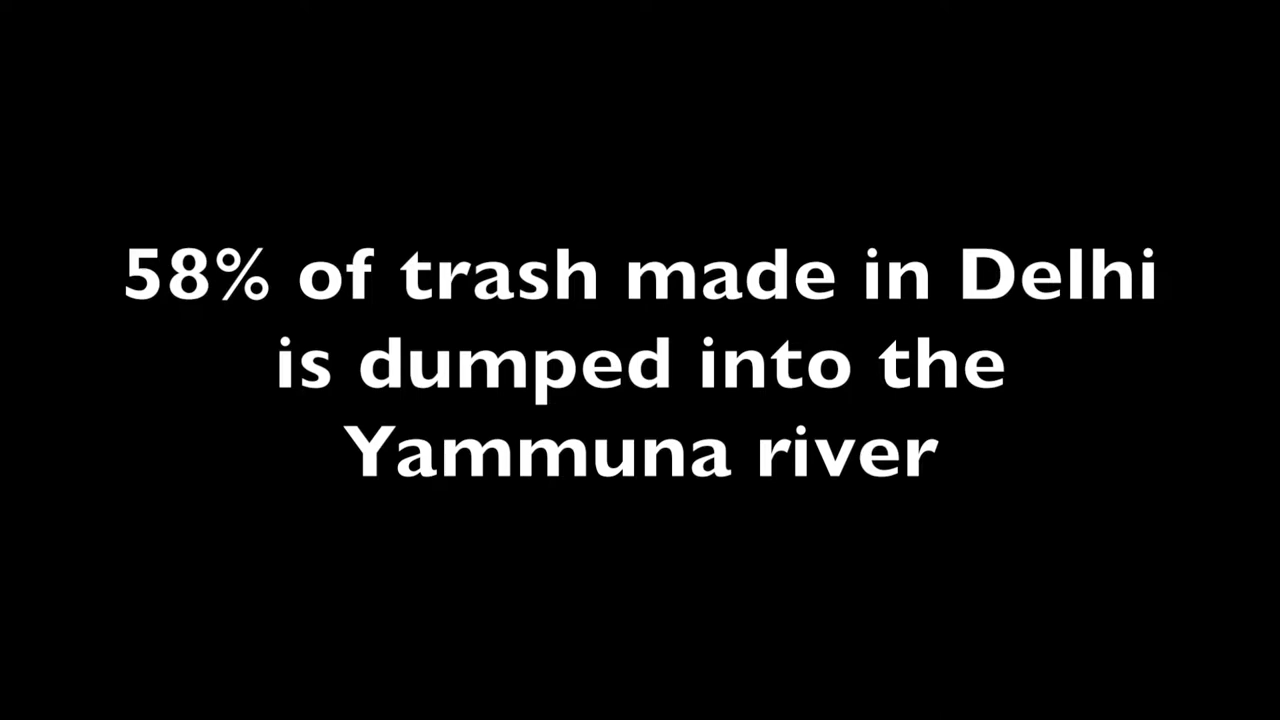 58% of trash made in Delhi
is dumped into the
Yammuna river